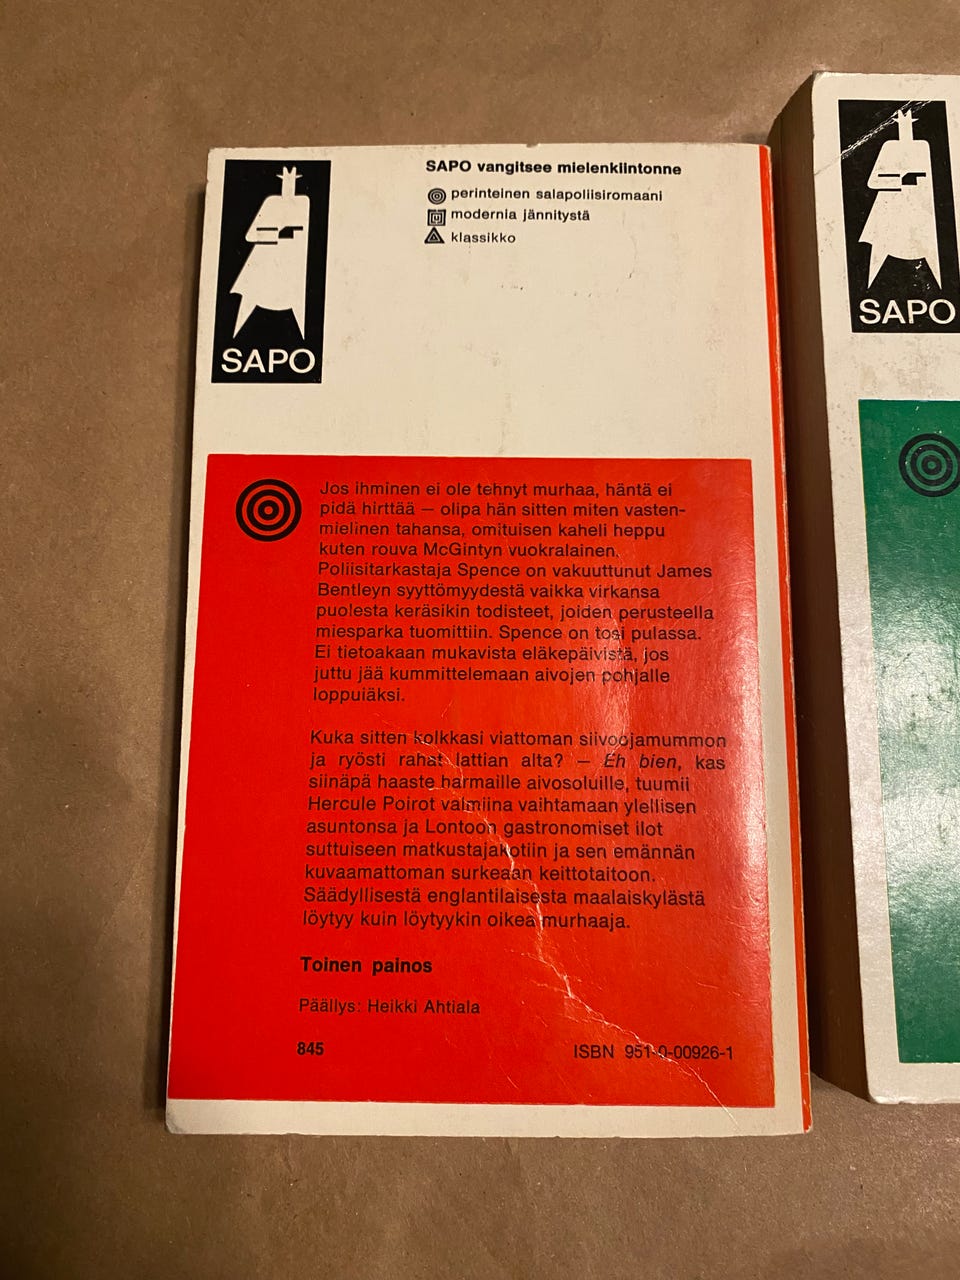 SAPO vangitsee mielenkiintonne
perinteinen salapoliisiromaani
modernia jännitystä
klassikko
SAPO
Jos ihminen ei ole tehnyt murhaa, häntä ei
pidä hirttää — olipa hän sitten miten vasten-
mielinen tahansa, omituisen kaheli heppu
kuten rouva McGintyn vuokralainen.
Poliisitarkastaja Spence on vakuuttunut James
Bentleyn syyttömyydestä vaikka virkansa
puolesta keräsikin todisteet, joiden perusteella
miesparka tuomittiin. Spence on tosi pulassa.
Ei tietoakaan mukavista eläkepäivistä, jos
juttu jää kummittelemaan aivojen pohjalle
loppuiäksi.
Kuka sitten kolkkasi viattoman siivoojamummon
ja ryösti rahat lattian alta? — Eh bien, kas
siinäpä haaste harmaille aivosoluille, tuumii
Hercule Poirot valmiina vaihtamaan ylellisen
asuntonsa ja Lontoon gastronomiset ilot
suttuiseen matkustajakotiin ja sen emännän
kuvaamattoman surkeaan keittotaitoon.
Säädyllisestä englantilaisesta maalaiskylästä
löytyy kuin löytyykin oikea murhaaja.
Toinen painos
Päällys: Heikki Ahtiala
845
ISBN 951-0-00926-1
SAPO